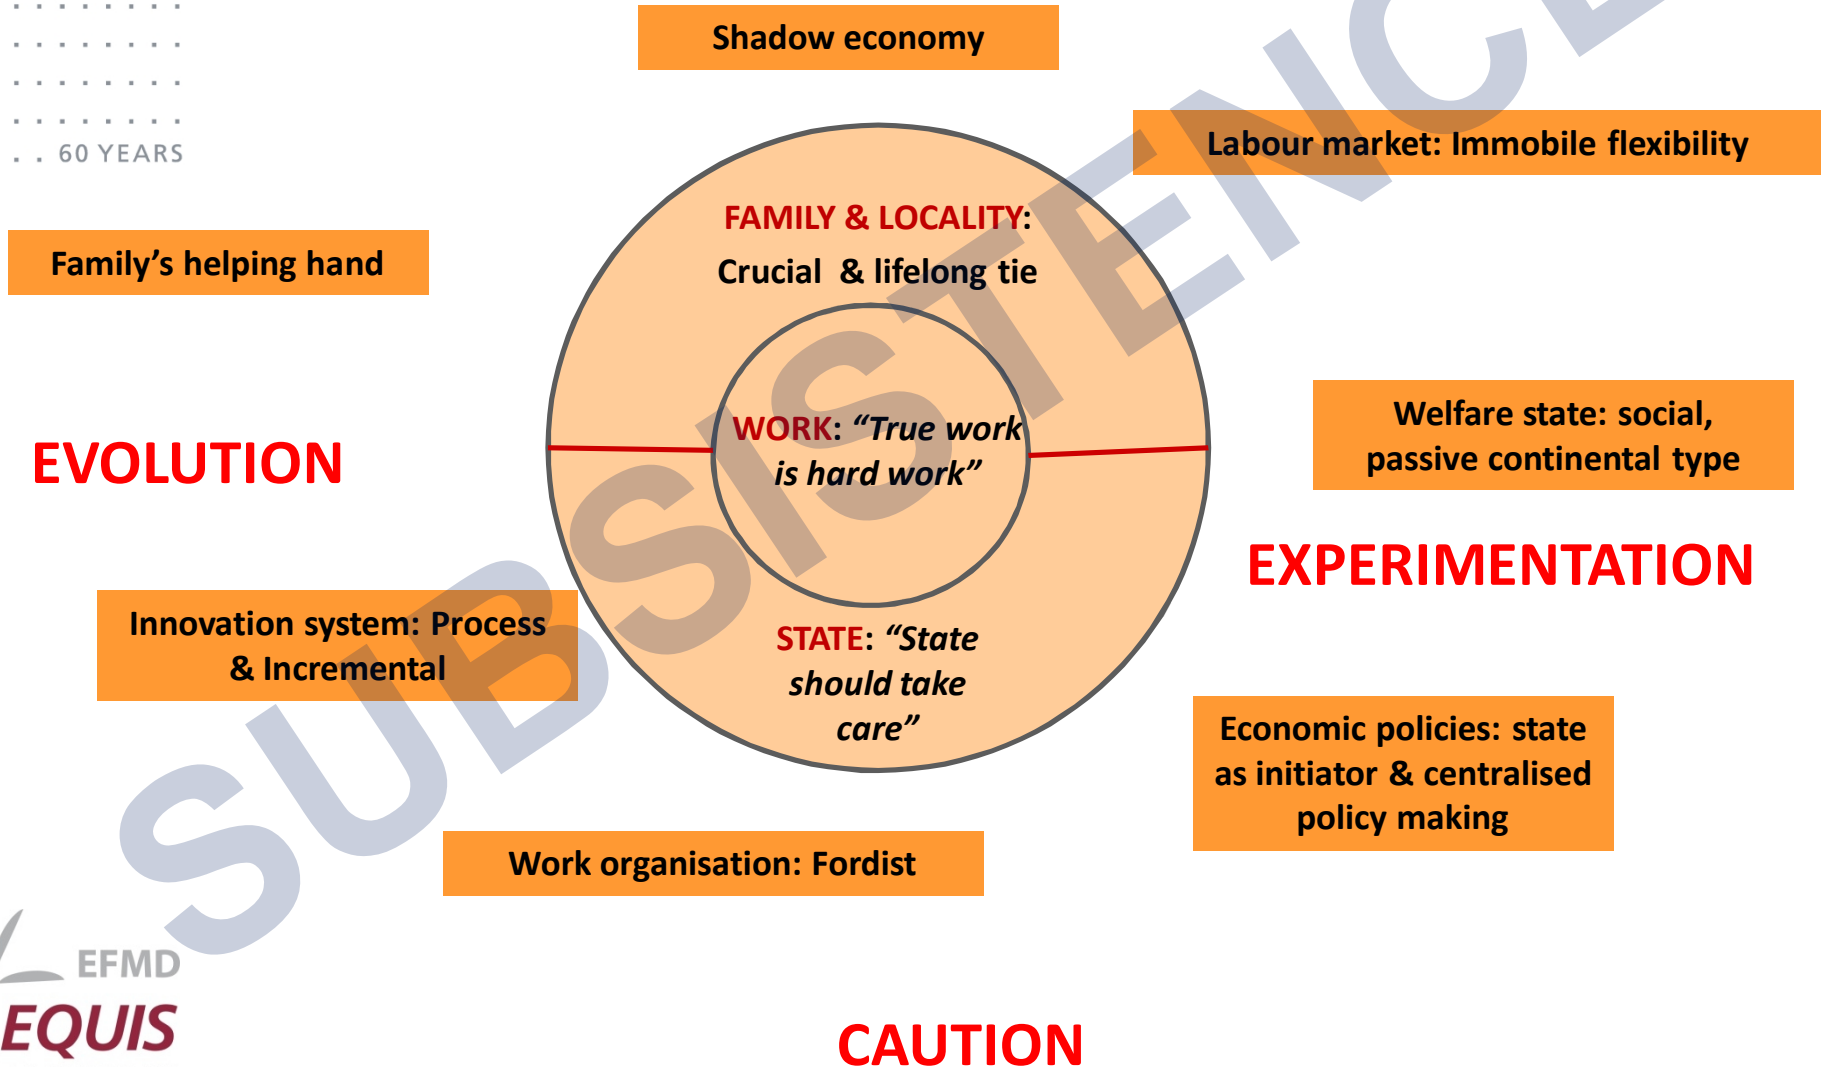 Shadow economy
Labour market: Immobile flexibility
. . 60 YEARS
FAMILY & LOCALITY:
Crucial & lifelong tie
Family’s helping hand
WORK: “True work
is hard work”
Welfare state: social,
passive continental type
EVOLUTION
EXPERIMENTATION
Innovation system: Process
& Incremental
STATE: “State
should take
care”
Economic policies: state
as initiator & centralised
policy making
Work organisation: Fordist
SUBSISTENCE
EFMD
EQUIS
CAUTION